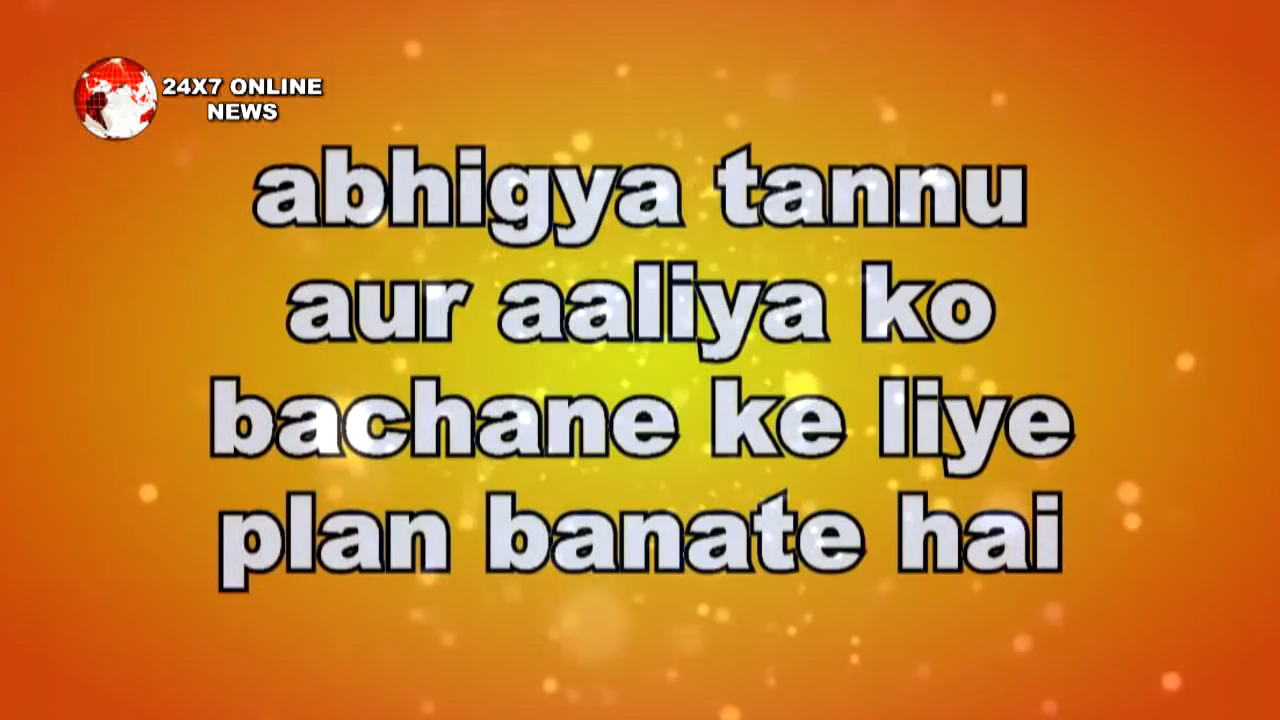 24X7 ONLINE
NEWS
abhigya tannu
aur aaliya ko
bachane ke liye
plan banate hai